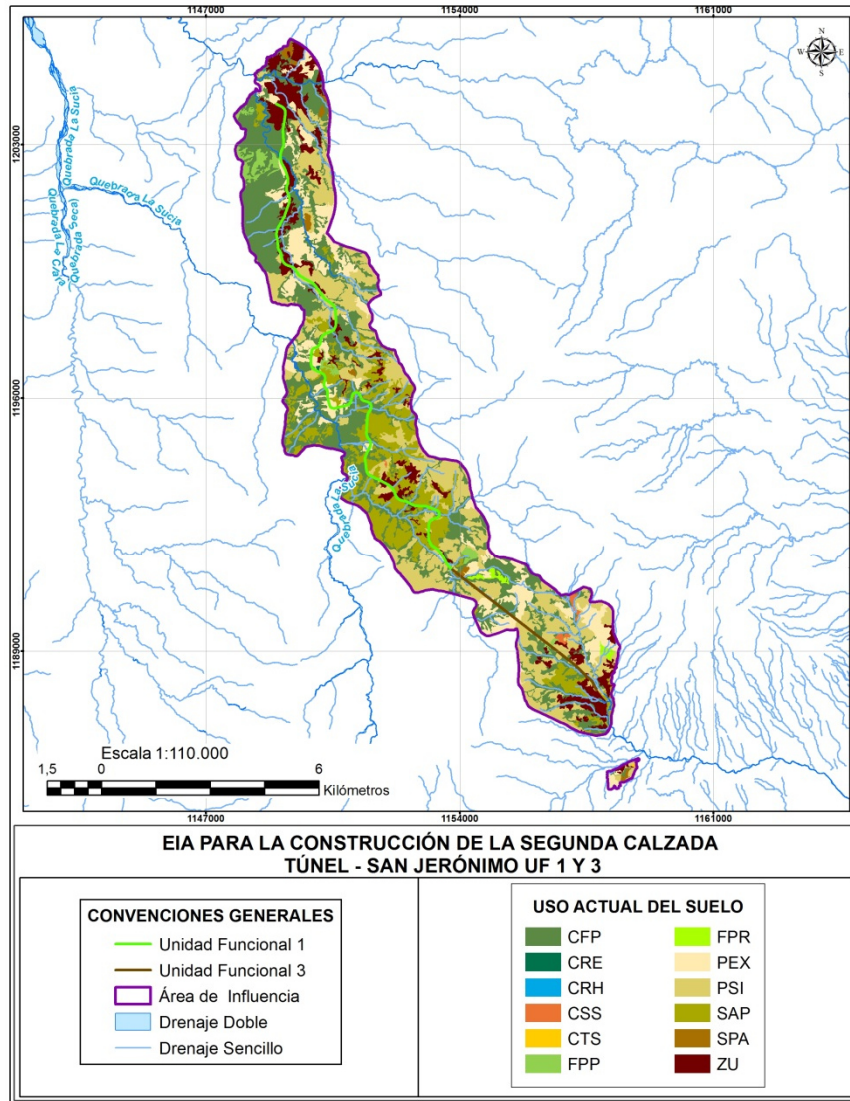 1147000 1154000 1161000
N
W E
S
1203000
Quebrada La Sucia
Quebrada La Sucia
Quebrada La Cara
(Quebrada Seca)
1196000
Quebrada La Sucia
1189000
Escala 1:110.000
1,5 0 6
Kilómetros
1147000 1154000 1161000
EIA PARA LA CONSTRUCCIÓN DE LA SEGUNDA CALZADA
TÚNEL - SAN JERÓNIMO UF 1 Y 3
CONVENCIONES GENERALES
Unidad Funcional 1
Unidad Funcional 3
Área de Influencia
Drenaje Doble
Drenaje Sencillo
USO ACTUAL DEL SUELO
CFP FPR
CRE PEX
CRH PSI
CSS SAP
CTS SPA
FPP ZU